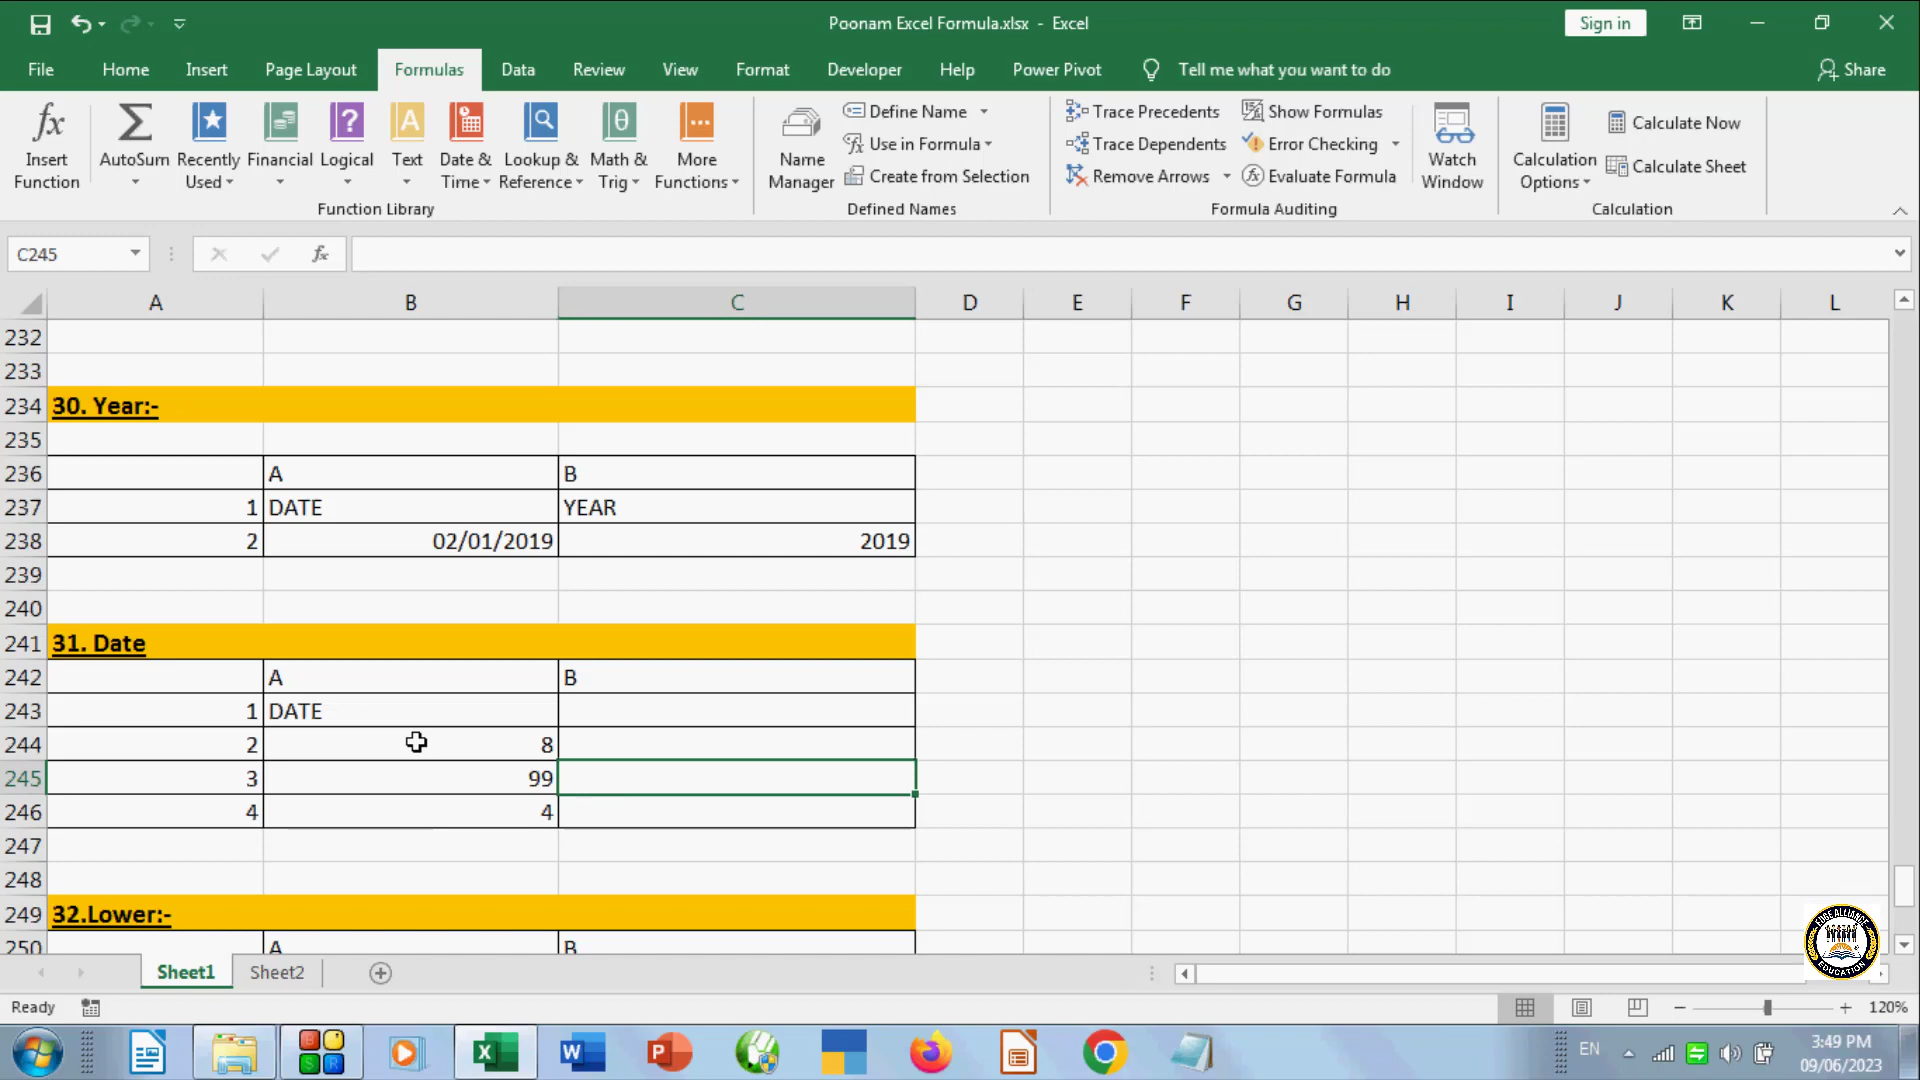 Poonam Excel Formula.xlsx - Excel
Sign in
File Home Insert Page Layout Formulas Data Review View Format Developer Help Power Pivot Tell me what you want to do Share
Insert Function
AutoSum
Recently Used
Financial
Logical
Text
Date & Time
Lookup & Reference
Math & Trig
More Functions
Function Library
Name Manager
Define Name
Use in Formula
Create from Selection
Defined Names
Trace Precedents
Trace Dependents
Remove Arrows
Show Formulas
Error Checking
Evaluate Formula
Formula Auditing
Watch Window
Calculation Options
Calculate Now
Calculate Sheet
Calculation
C245 fx
A B C D E F G H I J K L
232
233
234 30. Year:-
235
236 A B
237 1 DATE YEAR
238 2 02/01/2019 2019
239
240
241 31. Date
242 A B
243 1 DATE
244 2 8
245 3 99
246 4 4
247
248
249 32.Lower:-
250 A B
Sheet1 Sheet2
EDGE ALLIANCE EDUCATION
Ready 120%
EN 3:49 PM
09/06/2023